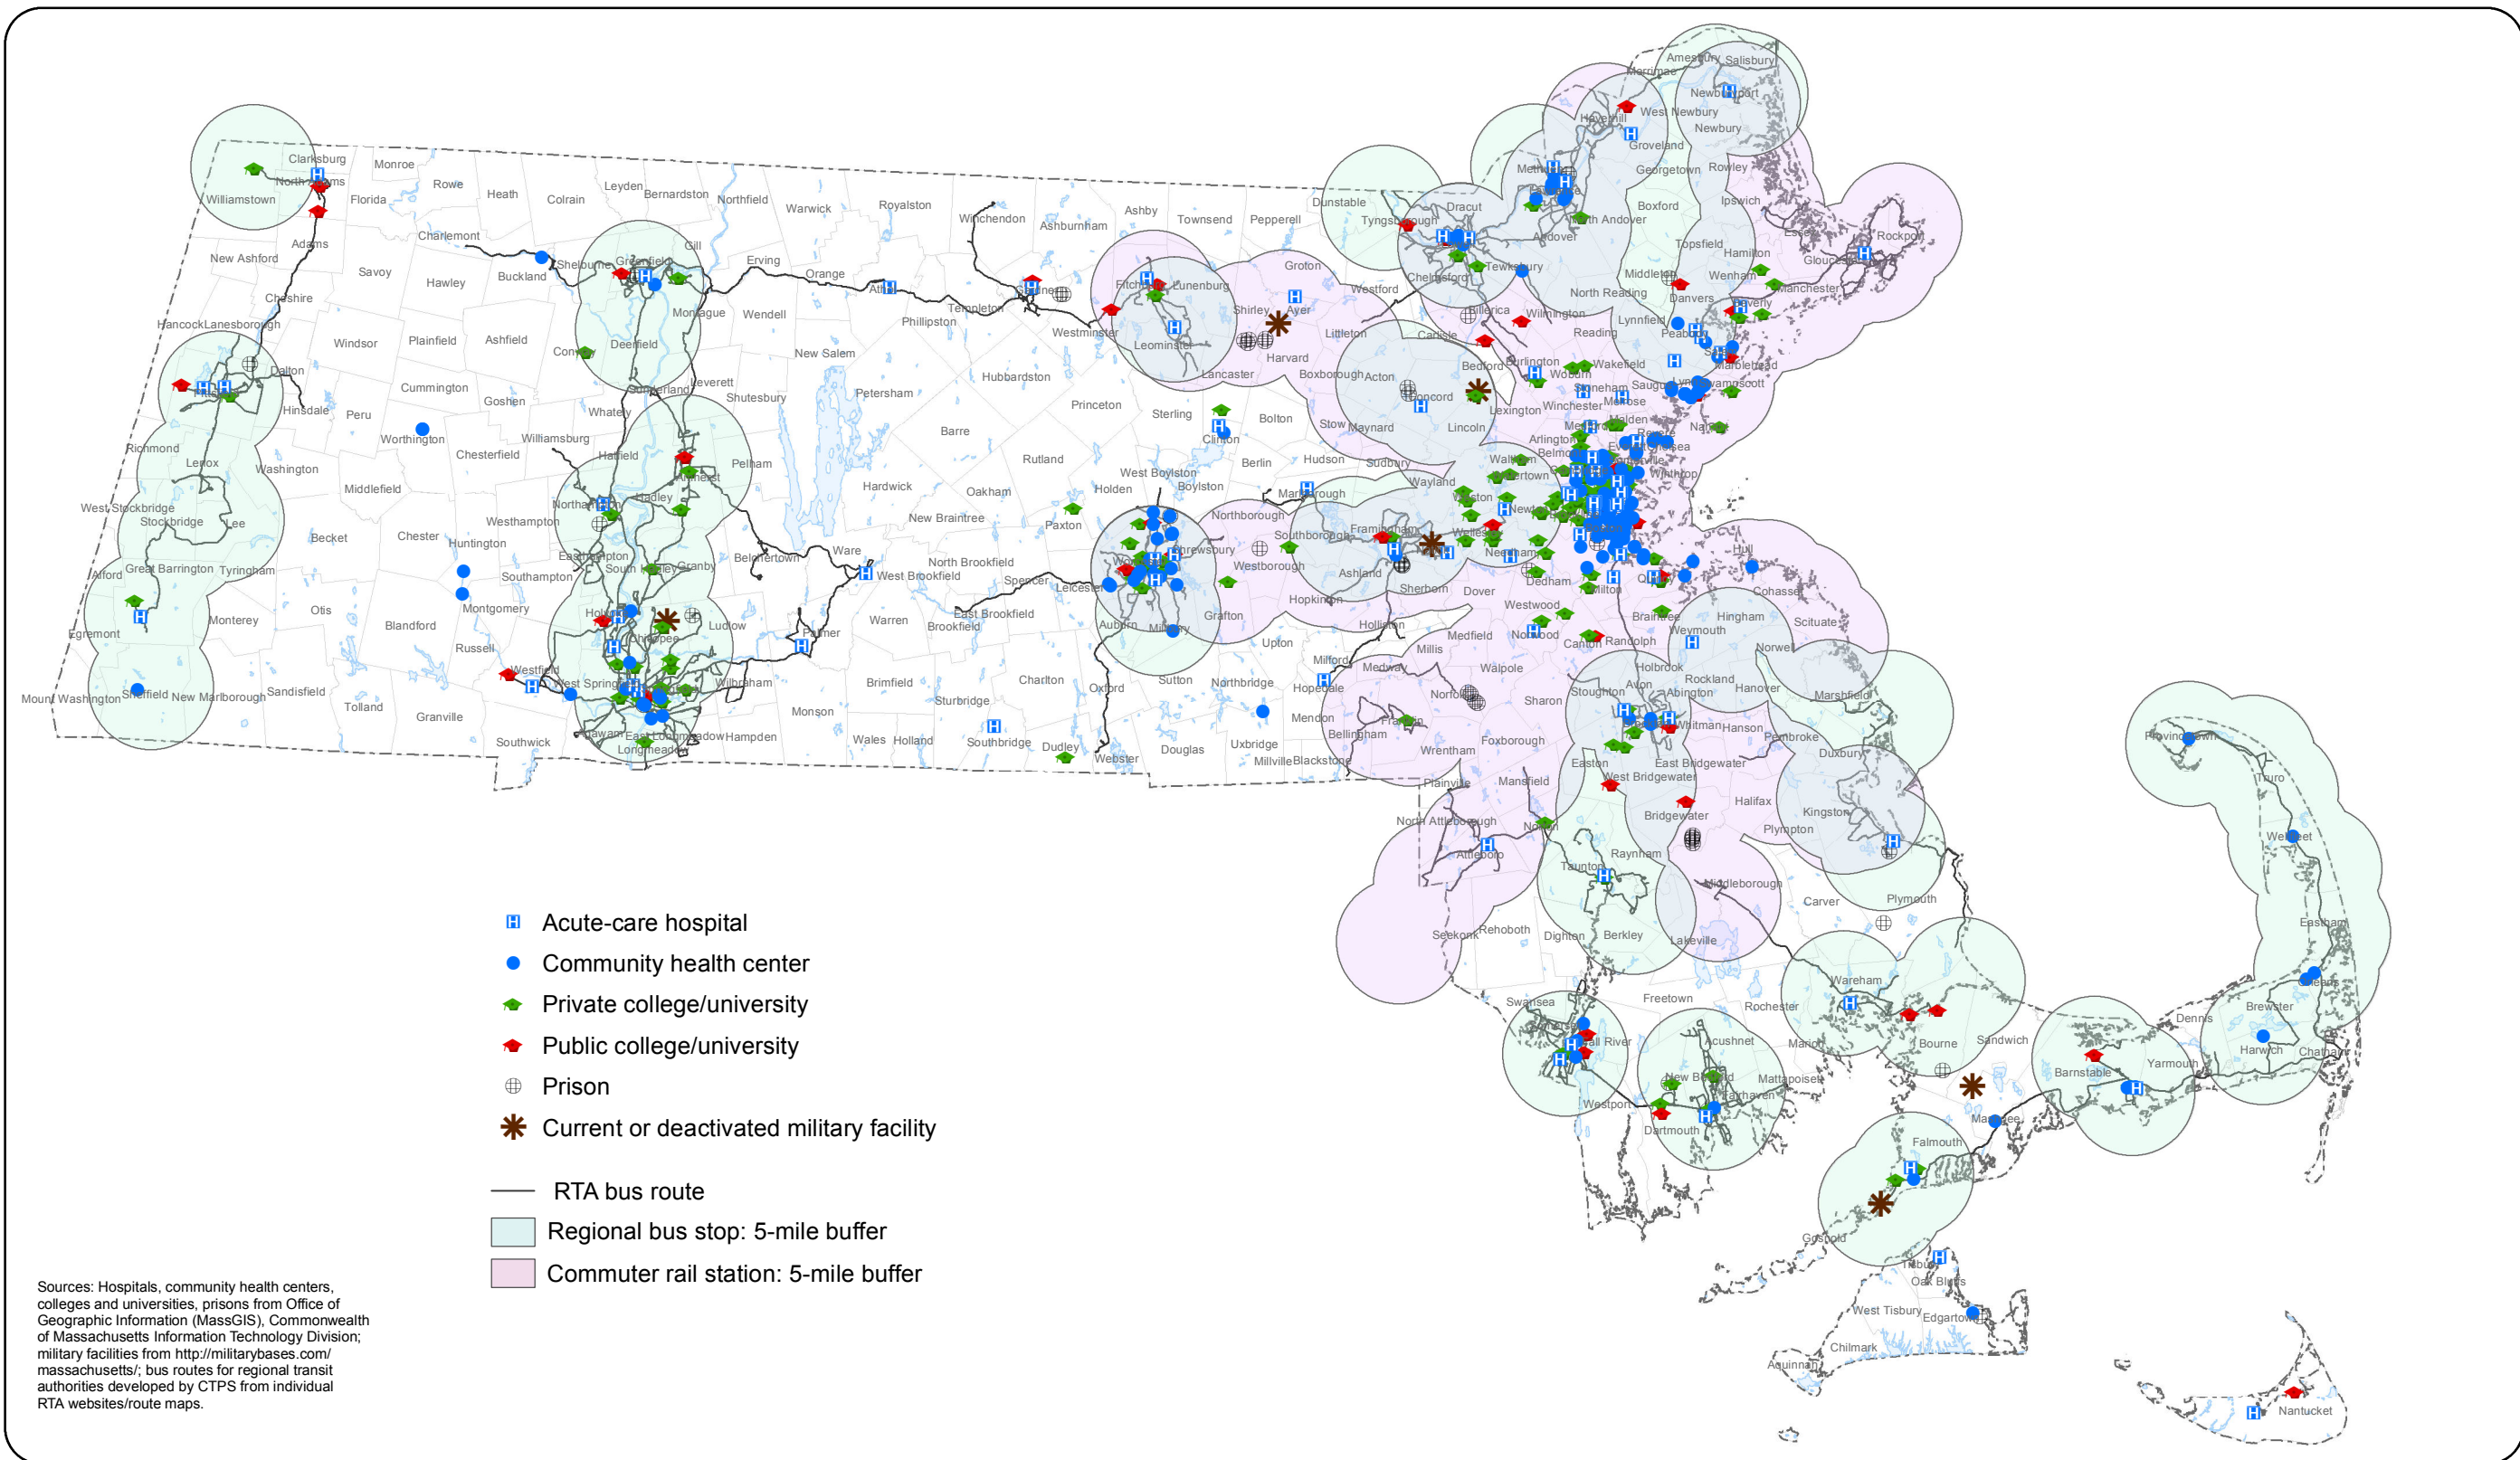 Amesbury
Salisbury
Merrimac
Newburyport
West Newbury
Haverhill
Newbury
Groveland
Clarksburg
Monroe
North Adams
Rowe
Heath
Colrain
Leyden
Bernardston
Northfield
Warwick
Royalston
Williamstown
Florida
Winchendon
Ashburnham
Ashby
Townsend
Pepperell
Dunstable
Tyngsborough
Dracut
Methuen
North Andover
Andover
Georgetown
Rowley
Boxford
Ipswich
Essex
Rockport
Gloucester
Adams
Charlemont
New Ashford
Savoy
Hawley
Buckland
Shelburne
Greenfield
Gill
Erving
Orange
Athol
Gardner
Templeton
Phillipston
Westminster
Fitchburg
Lunenburg
Shirley
Ayer
Groton
Westford
Chelmsford
Tewksbury
Topsfield
Hamilton
Middleton
Wenham
Manchester
Cheshire
Hancock
Lanesborough
Windsor
Plainfield
Ashfield
Conway
Deerfield
Montague
Wendell
New Salem
Leominster
Harvard
Littleton
Carlisle
Billerica
Wilmington
North Reading
Reading
Danvers
Beverly
Lynnfield
Peabody
Dalton
Hinsdale
Peru
Cummington
Goshen
Whately
Sunderland
Leverett
Shutesbury
Petersham
Hubbardston
Princeton
Sterling
Lancaster
Bolton
Boxborough
Acton
Concord
Bedford
Burlington
Woburn
Wakefield
Stoneham
Saugus
Lynn
Swampscott
Marblehead
Richmond
Lenox
Washington
Worthington
Chesterfield
Williamsburg
Hatfield
Amherst
Pelham
Barre
Rutland
Clinton
Berlin
Hudson
Stow
Maynard
Lincoln
Lexington
Winchester
Melrose
Malden
Nahant
Arlington
Revere
Belmont
Winthrop
Middlefield
West Stockbridge
Stockbridge
Lee
Becket
Chester
Huntington
Westhampton
Northampton
Hadley
Hardwick
Oakham
New Braintree
Paxton
Holden
West Boylston
Boylston
Marlborough
Sudbury
Wayland
Weston
Waltham
Watertown
Newton
Northborough
Southborough
Framingham
Wellesley
Needham
Alford
Great Barrington
Tyringham
Otis
Blandford
Montgomery
Southampton
Easthampton
South Hadley
Granby
Belchertown
Ware
West Brookfield
North Brookfield
Spencer
Leicester
Shrewsbury
Westborough
Ashland
Sherborn
Dover
Dedham
Milton
Quincy
Hull
Egremont
Monterey
Russell
Holyoke
Chicopee
Ludlow
Palmer
Warren
Brookfield
East Brookfield
Auburn
Millbury
Grafton
Upton
Hopkinton
Holliston
Medfield
Westwood
Norwood
Canton
Randolph
Braintree
Weymouth
Hingham
Cohasset
Scituate
Norwell
Mount Washington
Sheffield
New Marlborough
Sandisfield
Tolland
Granville
Westfield
West Springfield
Wilbraham
Monson
Brimfield
Sturbridge
Charlton
Oxford
Sutton
Northbridge
Hopedale
Milford
Medway
Millis
Norfolk
Walpole
Sharon
Stoughton
Holbrook
Avon
Abington
Rockland
Hanover
Marshfield
Southwick
Agawam
Longmeadow
East Longmeadow
Hampden
Wales
Holland
Southbridge
Dudley
Webster
Douglas
Uxbridge
Millville
Blackstone
Mendon
Bellingham
Franklin
Wrentham
Foxborough
Whitman
Hanson
Pembroke
Duxbury
Easton
West Bridgewater
East Bridgewater
Plainville
Mansfield
North Attleborough
Norton
Attleboro
Bridgewater
Halifax
Kingston
Plympton
Raynham
Taunton
Middleborough
Carver
Plymouth
Seekonk
Rehoboth
Dighton
Berkley
Lakeville
Provincetown
Truro
Wellfleet
Eastham
Orleans
Brewster
Dennis
Harwich
Chatham
Swansea
Somerset
Fall River
Freetown
Rochester
Wareham
Acushnet
Marion
Bourne
Sandwich
Barnstable
Yarmouth
New Bedford
Mattapoisett
Fairhaven
Westport
Dartmouth
Mashpee
Falmouth
Gosnold
Tisbury
Oak Bluffs
West Tisbury
Edgartown
Chilmark
Aquinnah
Nantucket
Acute-care hospital
Community health center
Private college/university
Public college/university
Prison
Current or deactivated military facility
RTA bus route
Regional bus stop: 5-mile buffer
Commuter rail station: 5-mile buffer
Sources: Hospitals, community health centers,
colleges and universities, prisons from Office of
Geographic Information (MassGIS), Commonwealth
of Massachusetts Information Technology Division;
military facilities from http://militarybases.com/
massachusetts/; bus routes for regional transit
authorities developed by CTPS from individual
RTA websites/route maps.